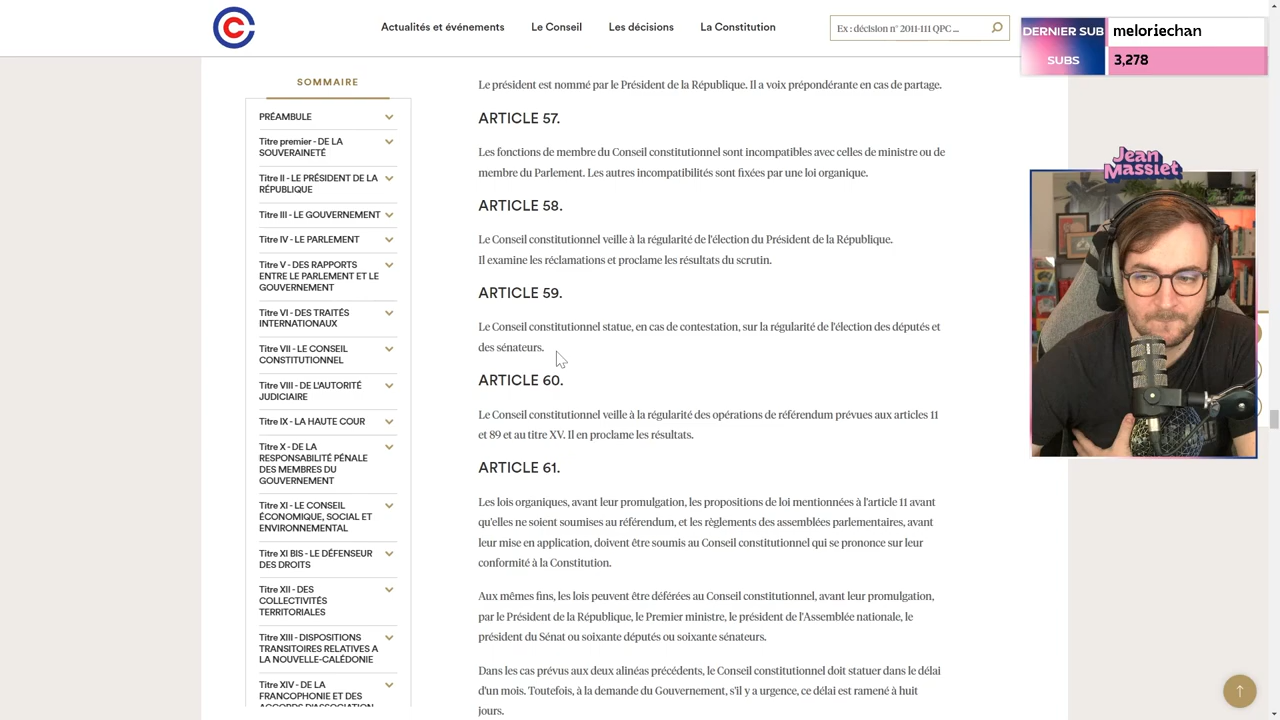 Actualités et événements
Le Conseil
Les décisions
La Constitution
Ex : décision n° 2011-111 QPC ...
DERNIER SUB
meloriechan
SUBS
3,278
Jean
Massiet
SOMMAIRE
PRÉAMBULE
Titre premier - DE LA
SOUVERAINETÉ
Titre II - LE PRÉSIDENT DE LA
RÉPUBLIQUE
Titre III - LE GOUVERNEMENT
Titre IV - LE PARLEMENT
Titre V - DES RAPPORTS
ENTRE LE PARLEMENT ET LE
GOUVERNEMENT
Titre VI - DES TRAITÉS
INTERNATIONAUX
Titre VII - LE CONSEIL
CONSTITUTIONNEL
Titre VIII - DE L'AUTORITÉ
JUDICIAIRE
Titre IX - LA HAUTE COUR
Titre X - DE LA
RESPONSABILITÉ PÉNALE
DES MEMBRES DU
GOUVERNEMENT
Titre XI - LE CONSEIL
ÉCONOMIQUE, SOCIAL ET
ENVIRONNEMENTAL
Titre XI BIS - LE DÉFENSEUR
DES DROITS
Titre XII - DES
COLLECTIVITÉS
TERRITORIALES
Titre XIII - DISPOSITIONS
TRANSITOIRES RELATIVES A
LA NOUVELLE-CALÉDONIE
Titre XIV - DE LA
FRANCOPHONIE ET DES
ACCORDS D'ASSOCIATION
Le président est nommé par le Président de la République. Il a voix prépondérante en cas de partage.
ARTICLE 57.
Les fonctions de membre du Conseil constitutionnel sont incompatibles avec celles de ministre ou de
membre du Parlement. Les autres incompatibilités sont fixées par une loi organique.
ARTICLE 58.
Le Conseil constitutionnel veille à la régularité de l'élection du Président de la République.
Il examine les réclamations et proclame les résultats du scrutin.
ARTICLE 59.
Le Conseil constitutionnel statue, en cas de contestation, sur la régularité de l'élection des députés et
des sénateurs.
ARTICLE 60.
Le Conseil constitutionnel veille à la régularité des opérations de référendum prévues aux articles 11
et 89 et au titre XV. Il en proclame les résultats.
ARTICLE 61.
Les lois organiques, avant leur promulgation, les propositions de loi mentionnées à l'article 11 avant
qu'elles ne soient soumises au référendum, et les règlements des assemblées parlementaires, avant
leur mise en application, doivent être soumis au Conseil constitutionnel qui se prononce sur leur
conformité à la Constitution.
Aux mêmes fins, les lois peuvent être déférées au Conseil constitutionnel, avant leur promulgation,
par le Président de la République, le Premier ministre, le président de l'Assemblée nationale, le
président du Sénat ou soixante députés ou soixante sénateurs.
Dans les cas prévus aux deux alinéas précédents, le Conseil constitutionnel doit statuer dans le délai
d'un mois. Toutefois, à la demande du Gouvernement, s'il y a urgence, ce délai est ramené à huit
jours.